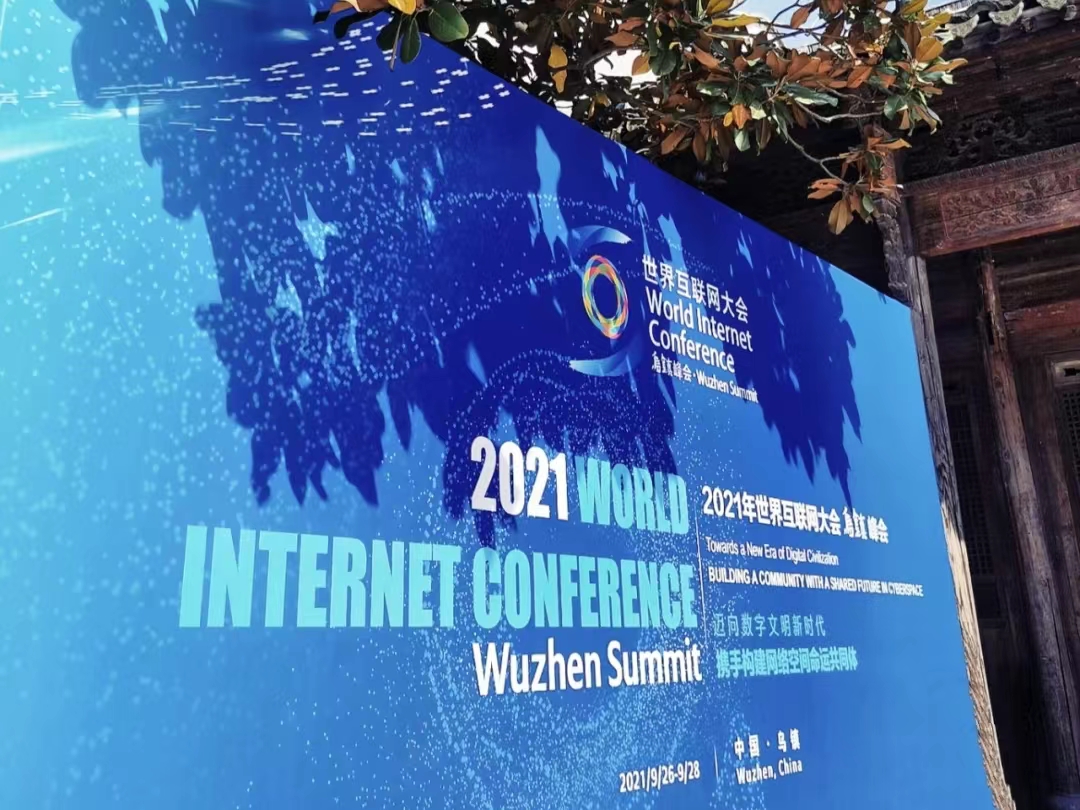 世界互联网大会
World Internet
Conference
乌镇峰会·Wuzhen Summit
2021 WORLD
INTERNET CONFERENCE
Wuzhen Summit
2021年世界互联网大会 乌镇 峰会
Towards a New Era of Digital Civilization
BUILDING A COMMUNITY WITH A SHARED FUTURE IN CYBERSPACE
迈向数字文明新时代
携手构建网络空间命运共同体
2021/9/26-9/28
中国·乌镇
Wuzhen, China